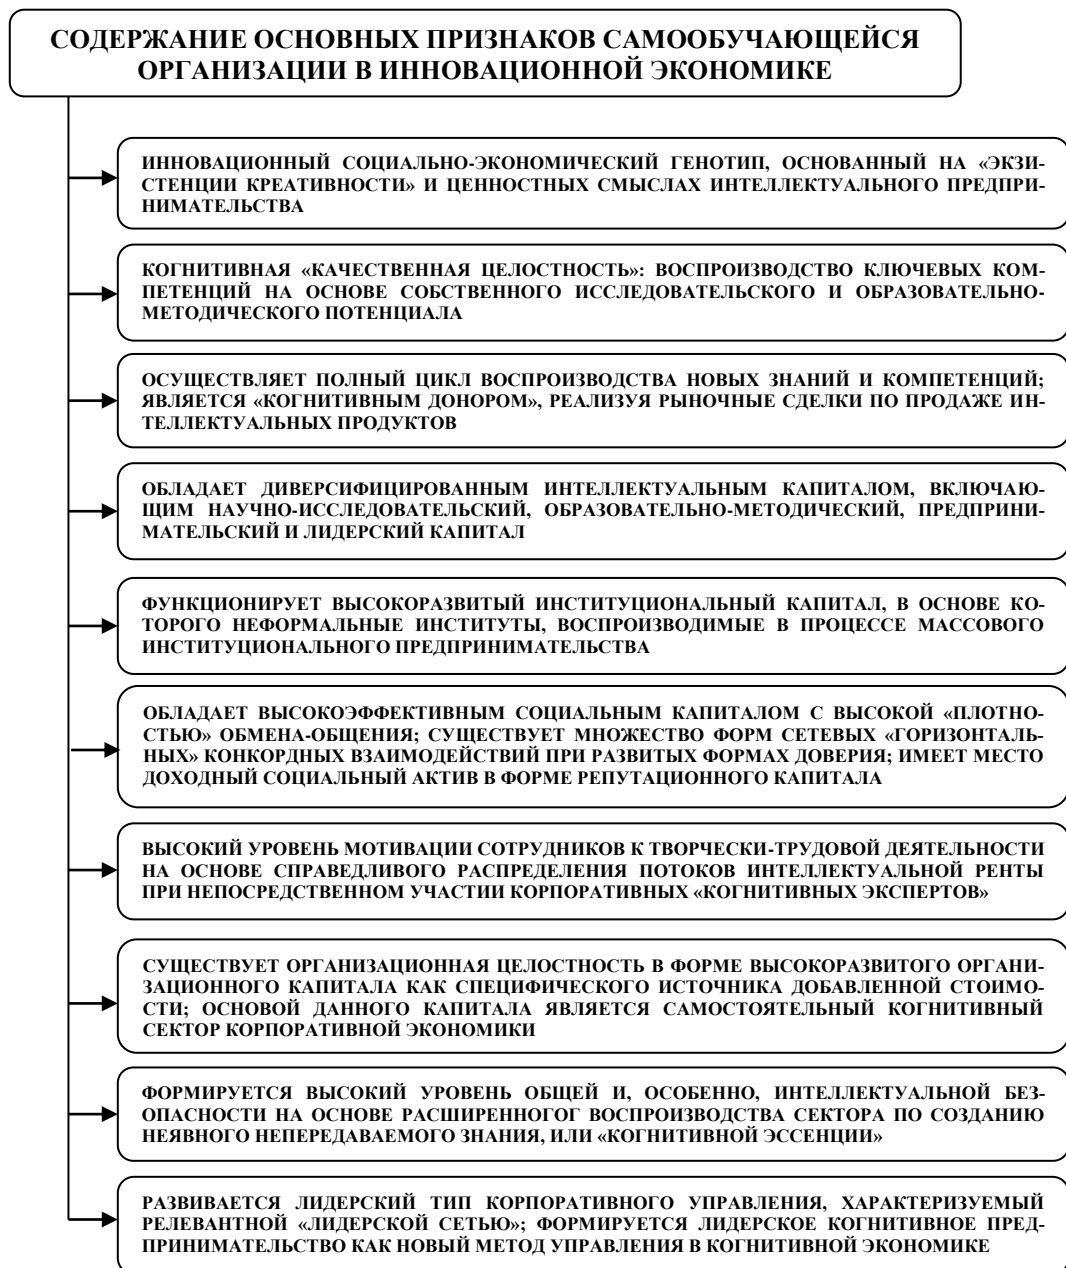 СОДЕРЖАНИЕ ОСНОВНЫХ ПРИЗНАКОВ САМООБУЧАЮЩЕЙСЯ
ОРГАНИЗАЦИИ В ИННОВАЦИОННОЙ ЭКОНОМИКЕ
ИННОВАЦИОННЫЙ СОЦИАЛЬНО-ЭКОНОМИЧЕСКИЙ ГЕНОТИП, ОСНОВАННЫЙ НА «ЭКЗИ-
СТЕНЦИИ КРЕАТИВНОСТИ» И ЦЕННОСТНЫХ СМЫСЛАХ ИНТЕЛЛЕКТУАЛЬНОГО ПРЕДПРИ-
НИМАТЕЛЬСТВА
КОГНИТИВНАЯ «КАЧЕСТВЕННАЯ ЦЕЛОСТНОСТЬ»: ВОСПРОИЗВОДСТВО КЛЮЧЕВЫХ КОМ-
ПЕТЕНЦИЙ НА ОСНОВЕ СОБСТВЕННОГО ИССЛЕДОВАТЕЛЬСКОГО И ОБРАЗОВАТЕЛЬНО-
МЕТОДИЧЕСКОГО ПОТЕНЦИАЛА
ОСУЩЕСТВЛЯЕТ ПОЛНЫЙ ЦИКЛ ВОСПРОИЗВОДСТВА НОВЫХ ЗНАНИЙ И КОМПЕТЕНЦИЙ;
ЯВЛЯЕТСЯ «КОГНИТИВНЫМ ДОНОРОМ», РЕАЛИЗУЯ РЫНОЧНЫЕ СДЕЛКИ ПО ПРОДАЖЕ ИН-
ТЕЛЛЕКТУАЛЬНЫХ ПРОДУКТОВ
ОБЛАДАЕТ ДИВЕРСИФИЦИРОВАННЫМ ИНТЕЛЛЕКТУАЛЬНЫМ КАПИТАЛОМ, ВКЛЮЧАЮ-
ЩИМ НАУЧНО-ИССЛЕДОВАТЕЛЬСКИЙ, ОБРАЗОВАТЕЛЬНО-МЕТОДИЧЕСКИЙ, ПРЕДПРИНИ-
МАТЕЛЬСКИЙ И ЛИДЕРСКИЙ КАПИТАЛ
ФУНКЦИОНИРУЕТ ВЫСОКОРАЗВИТЫЙ ИНСТИТУЦИОНАЛЬНЫЙ КАПИТАЛ, В ОСНОВЕ КО-
ТОРОГО НЕФОРМАЛЬНЫЕ ИНСТИТУТЫ, ВОСПРОИЗВОДИМЫЕ В ПРОЦЕССЕ МАССОВОГО
ИНСТИТУЦИОНАЛЬНОГО ПРЕДПРИНИМАТЕЛЬСТВА
ОБЛАДАЕТ ВЫСОКОЭФФЕКТИВНЫМ СОЦИАЛЬНЫМ КАПИТАЛОМ С ВЫСОКОЙ «ПЛОТНО-
СТЬЮ» ОБМЕНА-ОБЩЕНИЯ; СУЩЕСТВУЕТ МНОЖЕСТВО ФОРМ СЕТЕВЫХ «ГОРИЗОНТАЛЬ-
НЫХ» КОНКОРДНЫХ ВЗАИМОДЕЙСТВИЙ ПРИ РАЗВИТЫХ ФОРМАХ ДОВЕРИЯ; ИМЕЕТ МЕСТО
ДОХОДНЫЙ СОЦИАЛЬНЫЙ АКТИВ В ФОРМЕ РЕПУТАЦИОННОГО КАПИТАЛА
ВЫСОКИЙ УРОВЕНЬ МОТИВАЦИИ СОТРУДНИКОВ К ТВОРЧЕСКИ-ТРУДОВОЙ ДЕЯТЕЛЬНОСТИ
НА ОСНОВЕ СПРАВЕДЛИВОГО РАСПРЕДЕЛЕНИЯ ПОТОКОВ ИНТЕЛЛЕКТУАЛЬНОЙ РЕНТЫ
ПРИ НЕПОСРЕДСТВЕННОМ УЧАСТИИ КОРПОРАТИВНЫХ «КОГНИТИВНЫХ ЭКСПЕРТОВ»
СУЩЕСТВУЕТ ОРГАНИЗАЦИОННАЯ ЦЕЛОСТНОСТЬ В ФОРМЕ ВЫСОКОРАЗВИТОГО ОРГАНИ-
ЗАЦИОННОГО КАПИТАЛА КАК СПЕЦИФИЧЕСКОГО ИСТОЧНИКА ДОБАВЛЕННОЙ СТОИМО-
СТИ; ОСНОВОЙ ДАННОГО КАПИТАЛА ЯВЛЯЕТСЯ САМОСТОЯТЕЛЬНЫЙ КОГНИТИВНЫЙ
СЕКТОР КОРПОРАТИВНОЙ ЭКОНОМИКИ
ФОРМИРУЕТСЯ ВЫСОКИЙ УРОВЕНЬ ОБЩЕЙ И, ОСОБЕННО, ИНТЕЛЛЕКТУАЛЬНОЙ БЕЗ-
ОПАСНОСТИ НА ОСНОВЕ РАСШИРЕННОГОГ ВОСПРОИЗВОДСТВА СЕКТОРА ПО СОЗДАНИЮ
НЕЯВНОГО НЕПЕРЕДАВАЕМОГО ЗНАНИЯ, ИЛИ «КОГНИТИВНОЙ ЭССЕНЦИИ»
РАЗВИВАЕТСЯ ЛИДЕРСКИЙ ТИП КОРПОРАТИВНОГО УПРАВЛЕНИЯ, ХАРАКТЕРИЗУЕМЫЙ
РЕЛЕВАНТНОЙ «ЛИДЕРСКОЙ СЕТЬЮ»; ФОРМИРУЕТСЯ ЛИДЕРСКОЕ КОГНИТИВНОЕ ПРЕД-
ПРИНИМАТЕЛЬСТВО КАК НОВЫЙ МЕТОД УПРАВЛЕНИЯ В КОГНИТИВНОЙ ЭКОНОМИКЕ